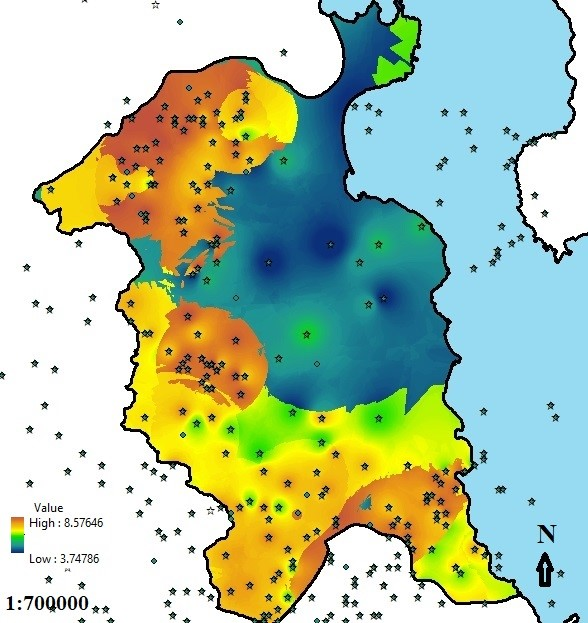 Value
High : 8.57646
Low : 3.74786
1:700000
N